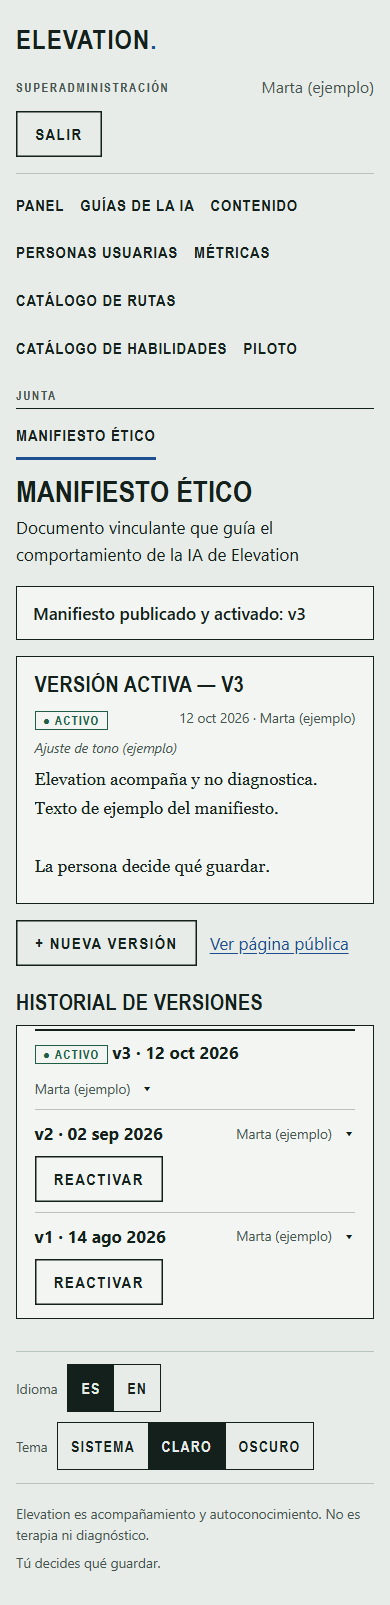 ELEVATION.
SUPERADMINISTRACIÓN
Marta (ejemplo)
SALIR
PANEL GUÍAS DE LA IA CONTENIDO
PERSONAS USUARIAS MÉTRICAS
CATÁLOGO DE RUTAS
CATÁLOGO DE HABILIDADES PILOTO
JUNTA
MANIFIESTO ÉTICO
MANIFIESTO ÉTICO
Documento vinculante que guía el
comportamiento de la IA de Elevation
Manifiesto publicado y activado: v3
VERSIÓN ACTIVA — V3
● ACTIVO 12 oct 2026 · Marta (ejemplo)
Ajuste de tono (ejemplo)
Elevation acompaña y no diagnostica.
Texto de ejemplo del manifiesto.
La persona decide qué guardar.
+ NUEVA VERSIÓN Ver página pública
HISTORIAL DE VERSIONES
● ACTIVO v3 · 12 oct 2026
Marta (ejemplo) ▾
v2 · 02 sep 2026 Marta (ejemplo) ▾
REACTIVAR
v1 · 14 ago 2026 Marta (ejemplo) ▾
REACTIVAR
Idioma ES EN
Tema SISTEMA CLARO OSCURO
Elevation es acompañamiento y autoconocimiento. No es
terapia ni diagnóstico.
Tú decides qué guardar.